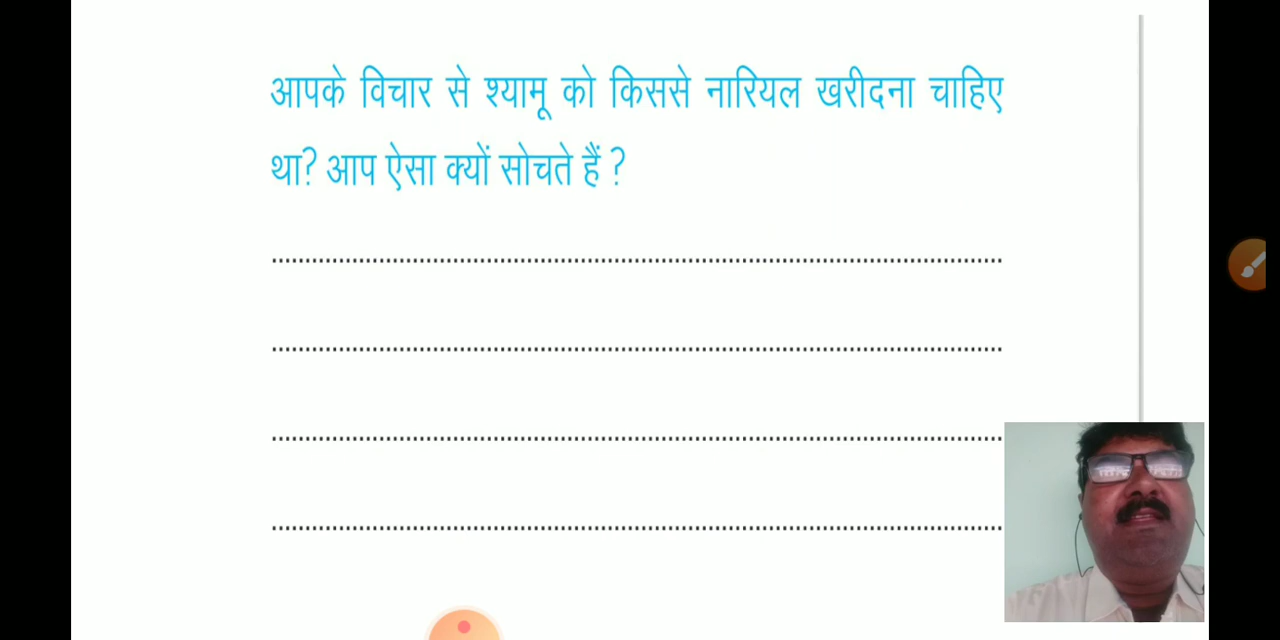 आपके विचार से श्यामू को किससे नारियल खरीदना चाहिए
था? आप ऐसा क्यों सोचते हैं ?